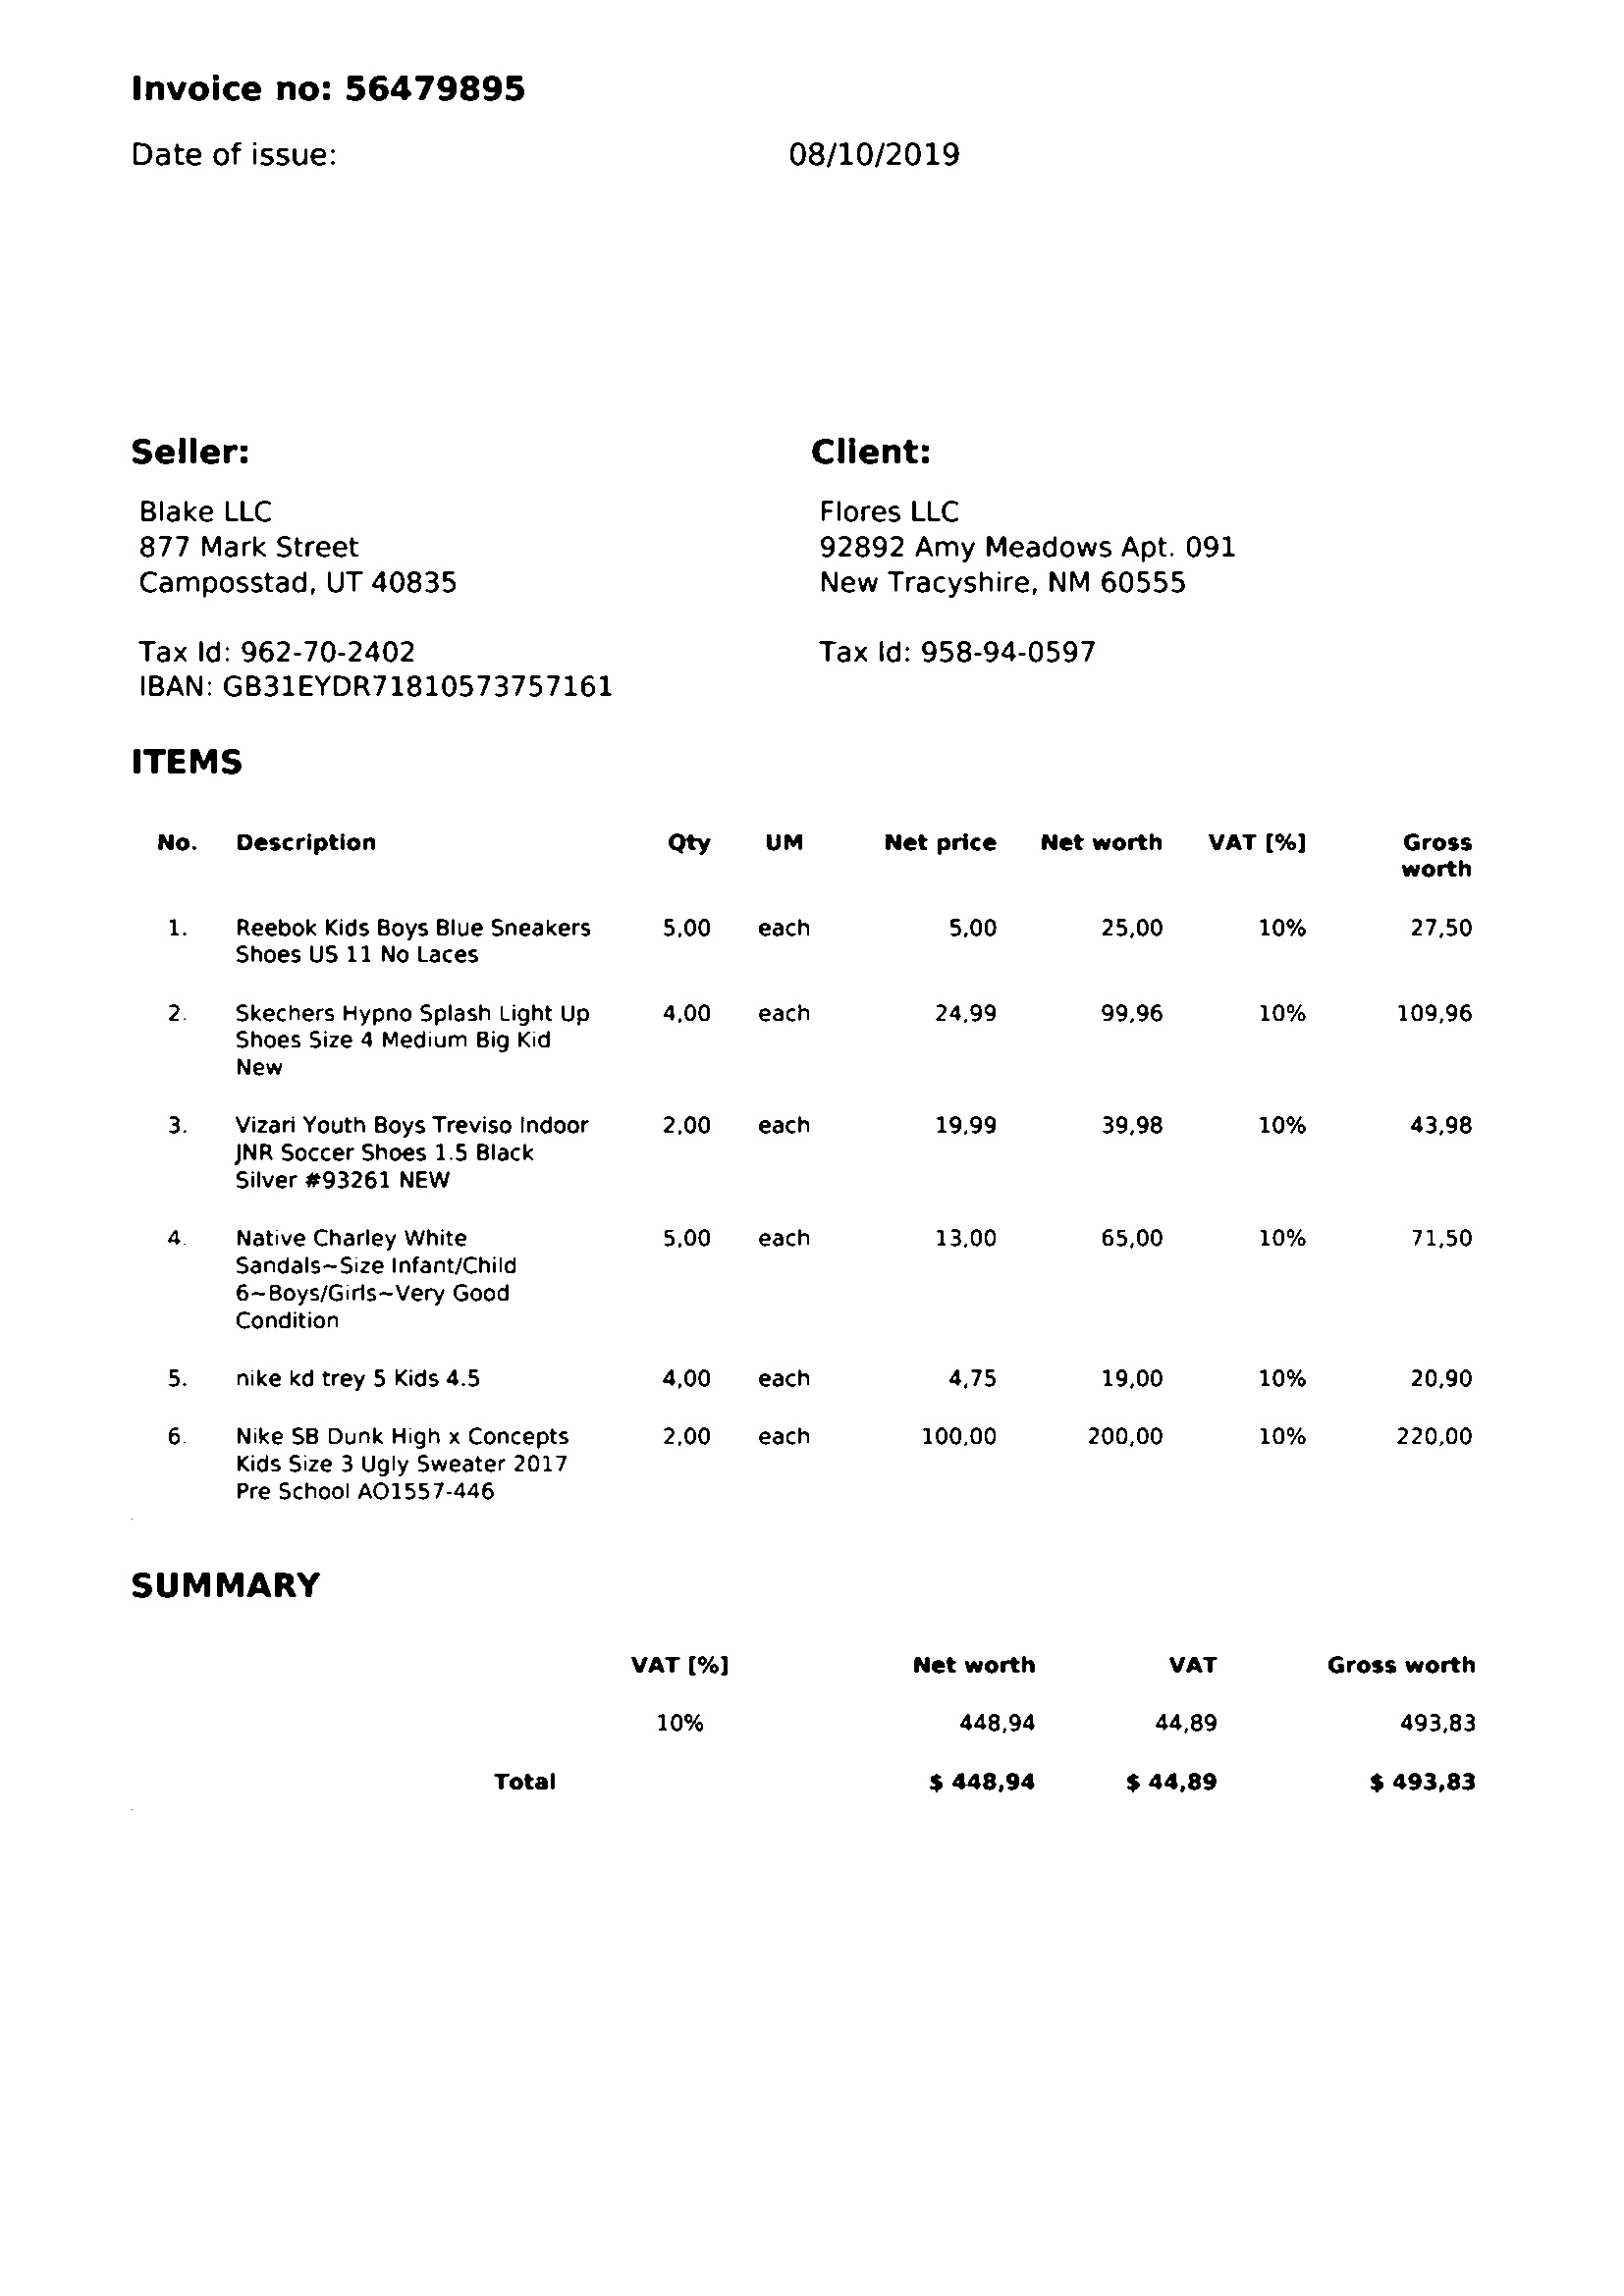 Invoice no: 56479895
Date of issue: 08/10/2019
Seller:
Blake LLC
877 Mark Street
Camposstad, UT 40835
Tax Id: 962-70-2402
IBAN: GB31EYDR71810573757161
Client:
Flores LLC
92892 Amy Meadows Apt. 091
New Tracyshire, NM 60555
Tax Id: 958-94-0597
ITEMS
No. Description Qty UM Net price Net worth VAT [%] Gross
worth
1. Reebok Kids Boys Blue Sneakers 5,00 each 5,00 25,00 10% 27,50
Shoes US 11 No Laces
2. Skechers Hypno Splash Light Up 4,00 each 24,99 99,96 10% 109,96
Shoes Size 4 Medium Big Kid
New
3. Vizari Youth Boys Treviso Indoor 2,00 each 19,99 39,98 10% 43,98
JNR Soccer Shoes 1.5 Black
Silver #93261 NEW
4. Native Charley White 5,00 each 13,00 65,00 10% 71,50
Sandals~Size Infant/Child
6~Boys/Girls~Very Good
Condition
5. nike kd trey 5 Kids 4.5 4,00 each 4,75 19,00 10% 20,90
6. Nike SB Dunk High x Concepts 2,00 each 100,00 200,00 10% 220,00
Kids Size 3 Ugly Sweater 2017
Pre School AO1557-446
SUMMARY
VAT [%] Net worth VAT Gross worth
10% 448,94 44,89 493,83
Total $ 448,94 $ 44,89 $ 493,83